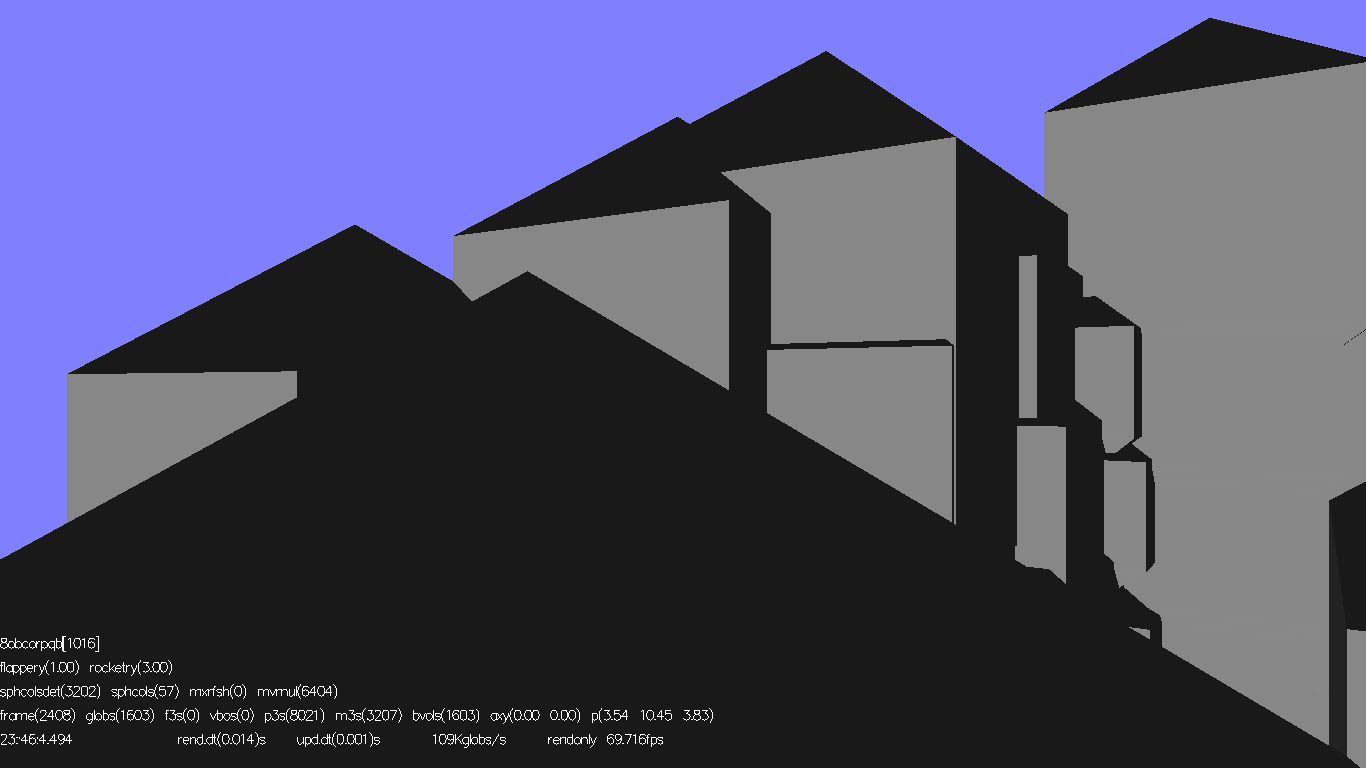 8obcorpqb[1016]
flappery(1.00) rocketry(3.00)
sphcolsdet(3202) sphcols(57) mxrfsh(0) mvmul(6404)
frame(2408) globs(1603) f3s(0) vbos(0) p3s(8021) m3s(3207) bvols(1603) axy(0.00 0.00) p(3.54 10.45 3.83)
23:46:4.494 rend.dt(0.014)s upd.dt(0.001)s 109Kglobs/s rendonly 69.716fps